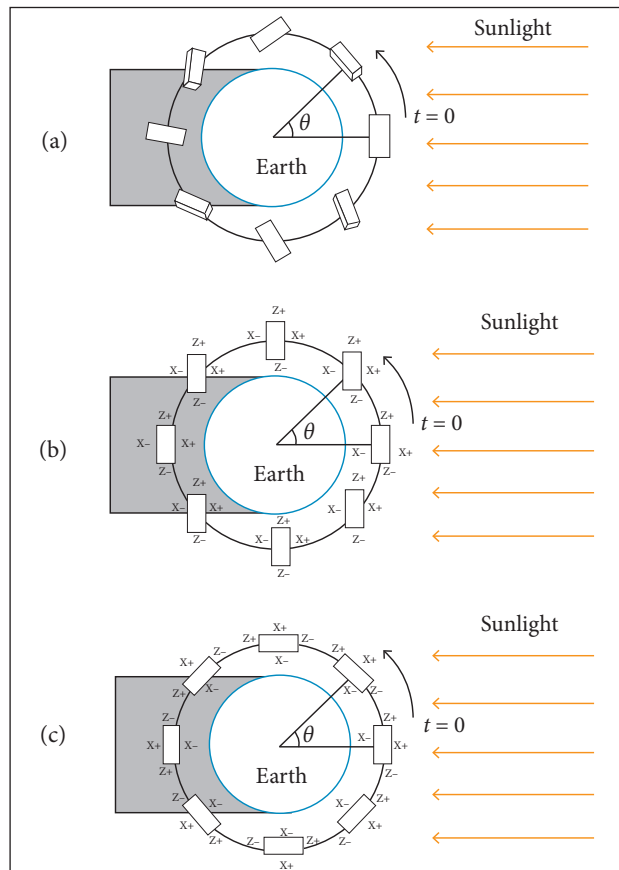 Sunlight
t = 0
(a)
θ
Earth
Z+
Sunlight
Z+ X− X+ Z+
X− X+ Z− X− X+
Z− t = 0
Z+ Z+
(b) X− X+ θ X− X+
Z− Z−
Z+ Earth Z+
X− X+ Z+ X− X+
Z− X− X+ Z−
Z−
X+ Sunlight
X+ Z− Z+ Z− Z+ X+
Z+ X− X− X− Z−
t = 0
Z− Z+
(c) X+ X− θ X− X+
Z+ Z−
Earth
Z− X− X− Z+
X+ Z+ X− Z− X+
Z− Z+
X+